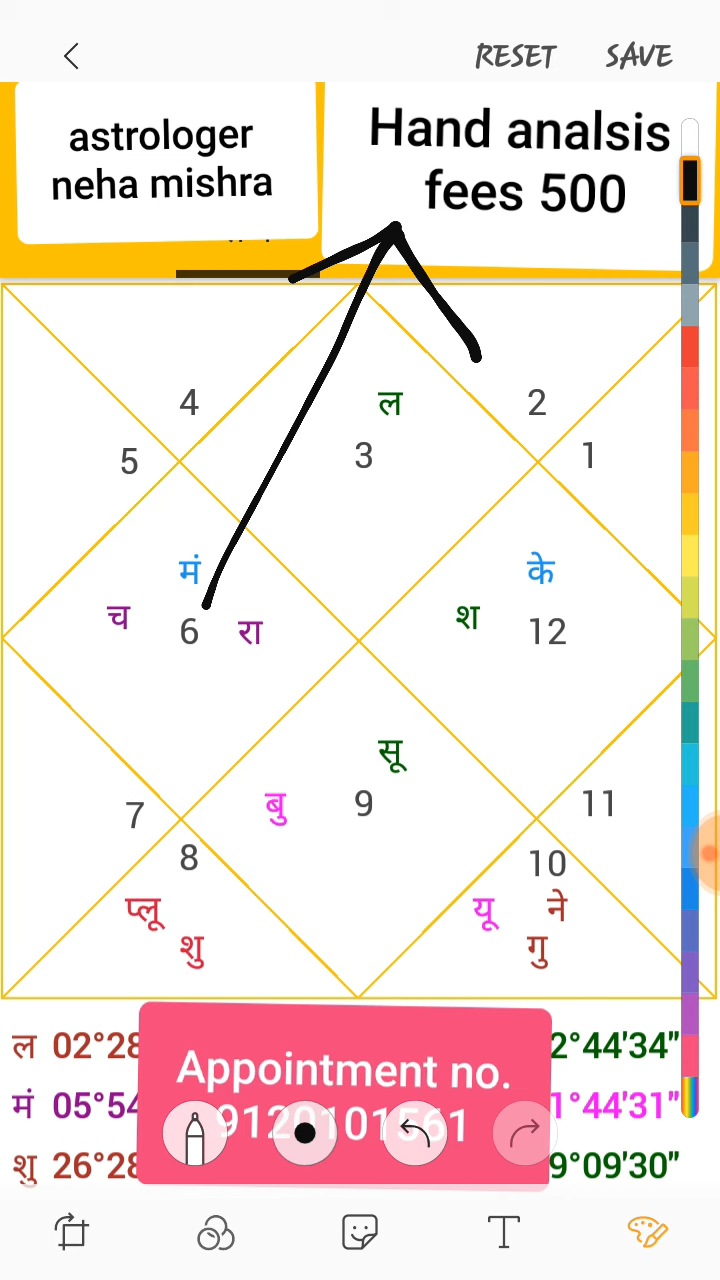 RESET SAVE
astrologer
neha mishra
Hand analsis
fees 500
4 ल 2
5 3 1
मं के
च 6 रा श 12
सू
7 बु 9 11
8 10
प्लू यू ने
शु गु
ल 02°28 2°44'34"
मं 05°54 1°44'31"
शु 26°28 9°09'30"
Appointment no.
9120101561
T